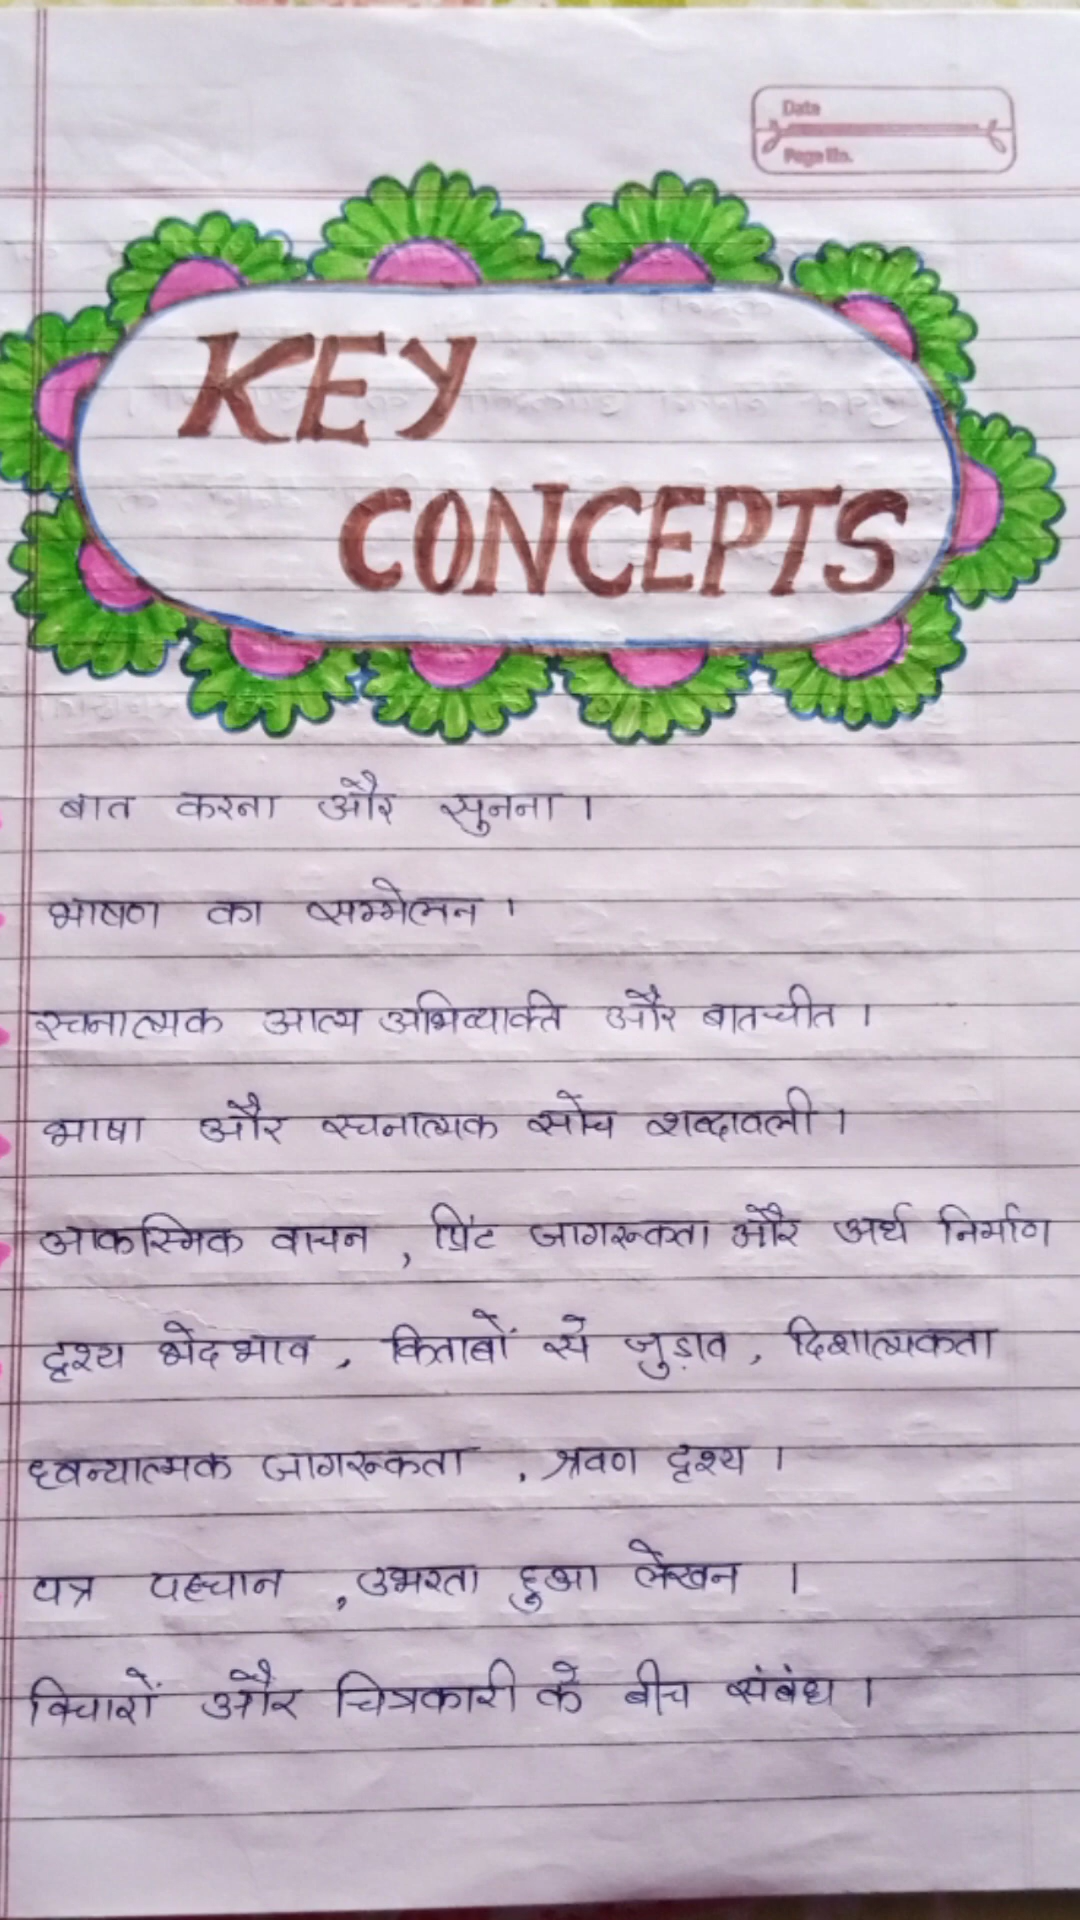 Date
Page No.
KEY
CONCEPTS
बात करना और सुनना ।
भाषण का सम्मेलन ।
रचनात्मक आत्म अभिव्यक्ति और बातचीत ।
भाषा और रचनात्मक सोच शब्दावली ।
आकस्मिक वाचन , प्रिंट जागरूकता और अर्थ निर्माण
दृश्य भेदभाव , किताबों से जुड़ाव , दिशात्मकता
ध्वन्यात्मक जागरूकता , श्रवण दृश्य ।
पत्र पहचान , उभरता हुआ लेखन ।
विचारों और चित्रकारी के बीच संबंध ।